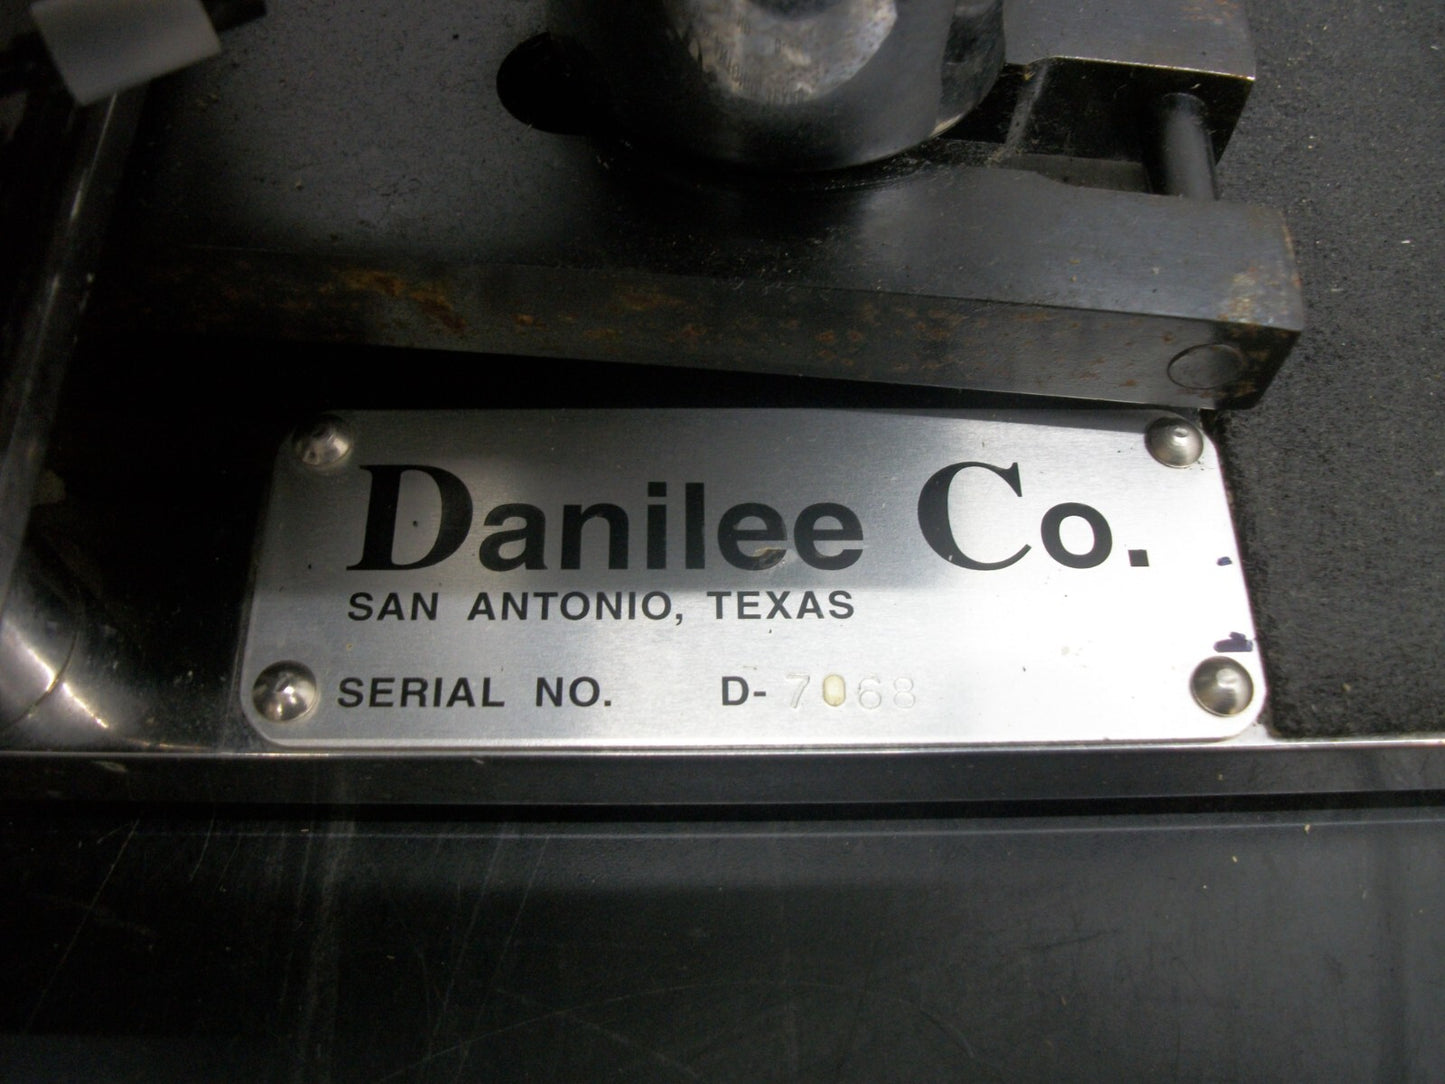 Danilee Co.
SAN ANTONIO, TEXAS
SERIAL NO. D-7068